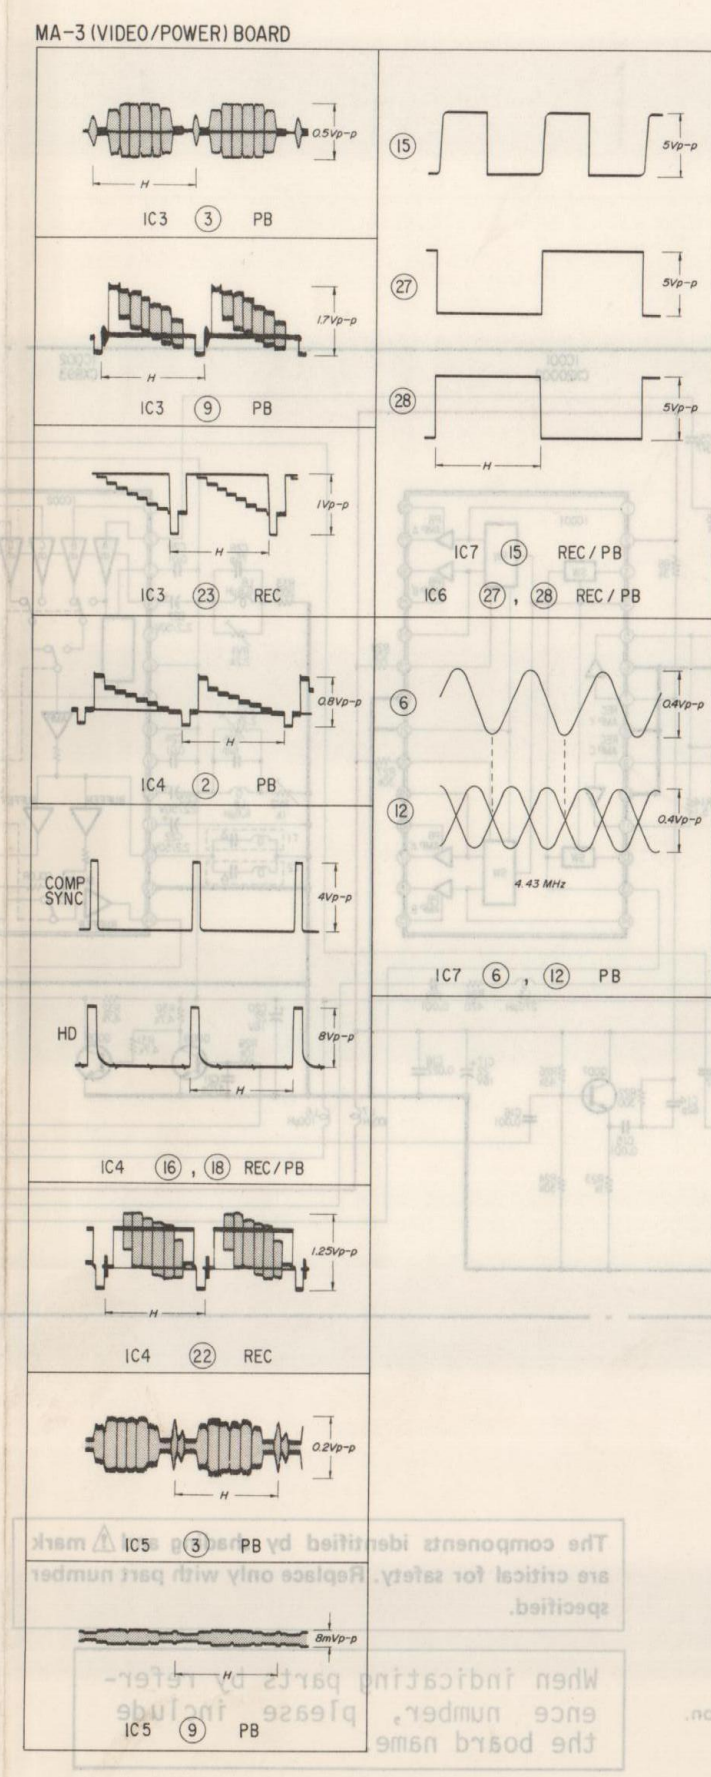 MA-3 (VIDEO/POWER) BOARD
0.5Vp-p
H
IC3 ③ PB
1.7Vp-p
H
IC3 ⑨ PB
1Vp-p
H
IC3 ㉓ REC
0.8Vp-p
H
IC4 ② PB
COMP
SYNC
4Vp-p
HD
8Vp-p
H
IC4 ⑯ , ⑱ REC/PB
1.25Vp-p
H
IC4 ㉒ REC
0.2Vp-p
H
IC5 ③ PB
8mVp-p
H
IC5 ⑨ PB
⑮
5Vp-p
㉗
5Vp-p
㉘
5Vp-p
H
IC7 ⑮ REC/PB
IC6 ㉗ , ㉘ REC/PB
⑥
0.4Vp-p
⑫
0.4Vp-p
4.43 MHz
IC7 ⑥ , ⑫ PB
The components identified by shading and ⚠ mark
are critical for safety. Replace only with part number
specified.
When indicating parts by refer-
ence number, please include
the board name.